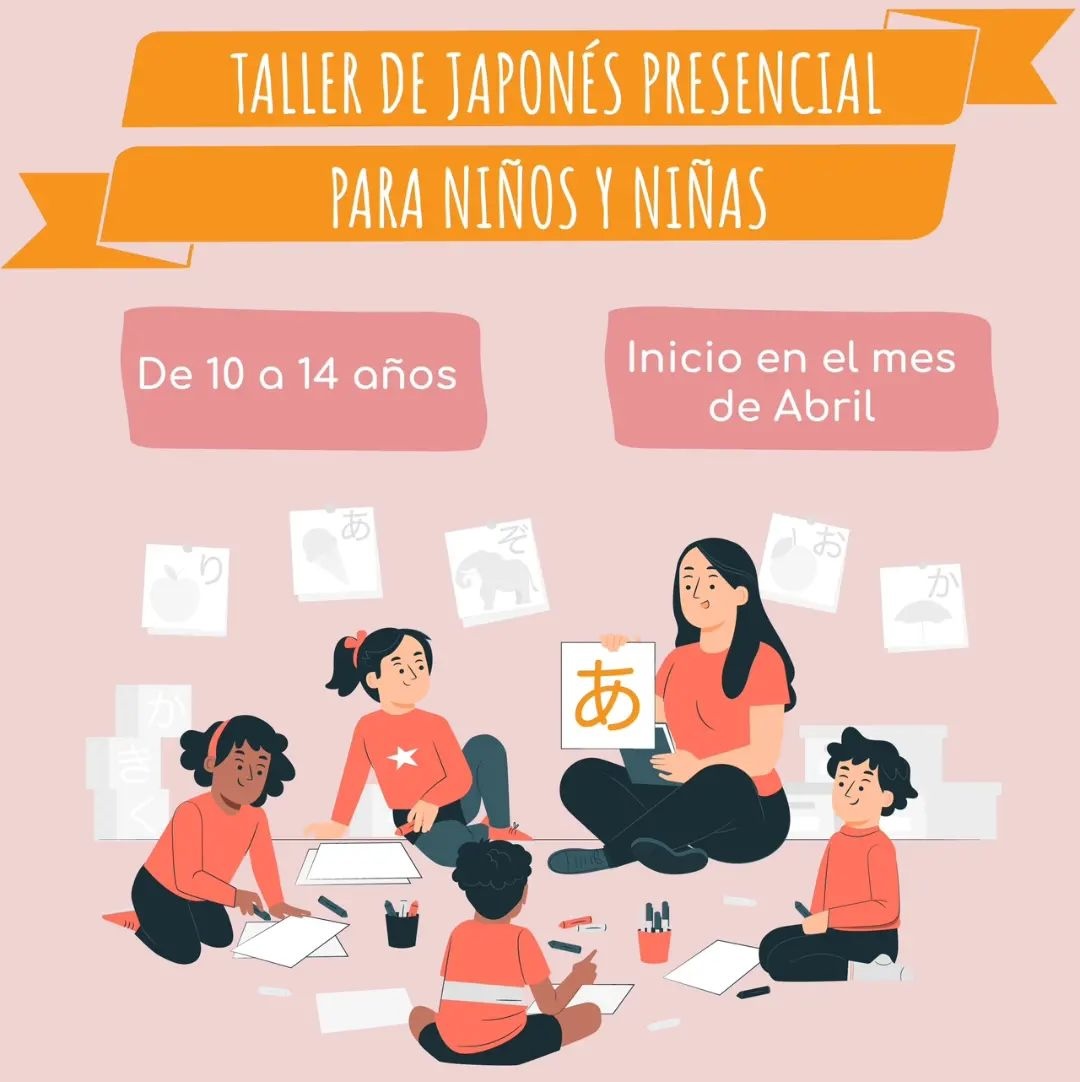 TALLER DE JAPONÉS PRESENCIAL
PARA NIÑOS Y NIÑAS
De 10 a 14 años
Inicio en el mes
de Abril
り
あ
ぞ
お
か
あ
か
き
く